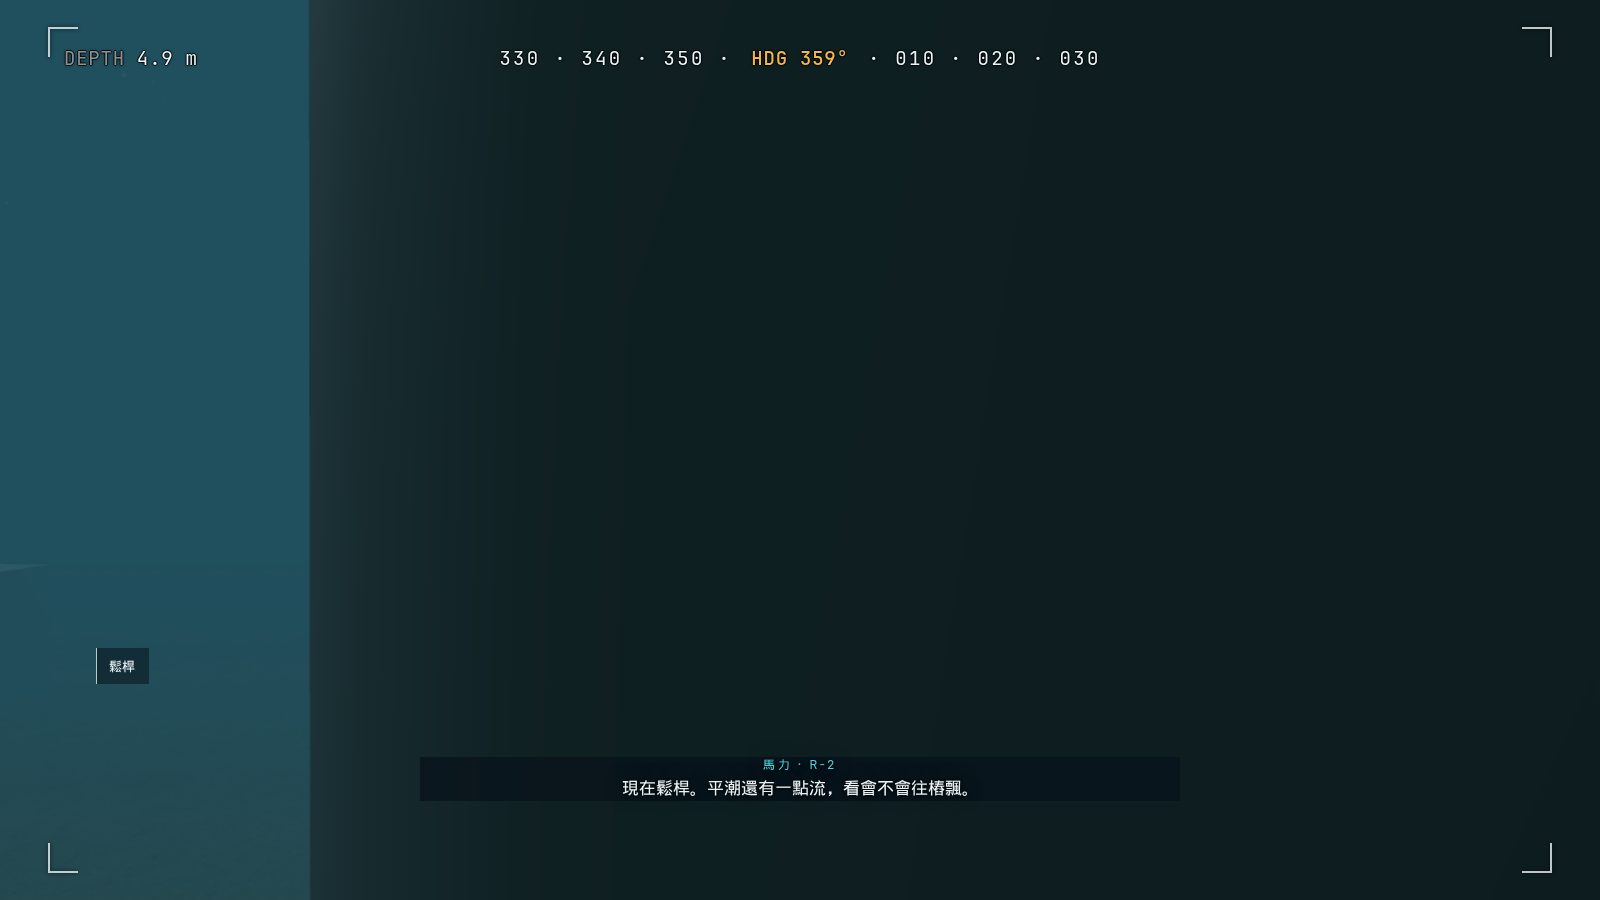 DEPTH 4.9 m
330 · 340 · 350 · HDG 359° · 010 · 020 · 030
鬆桿
馬力 · R-2
現在鬆桿。平潮還有一點流，看會不會往樁飄。